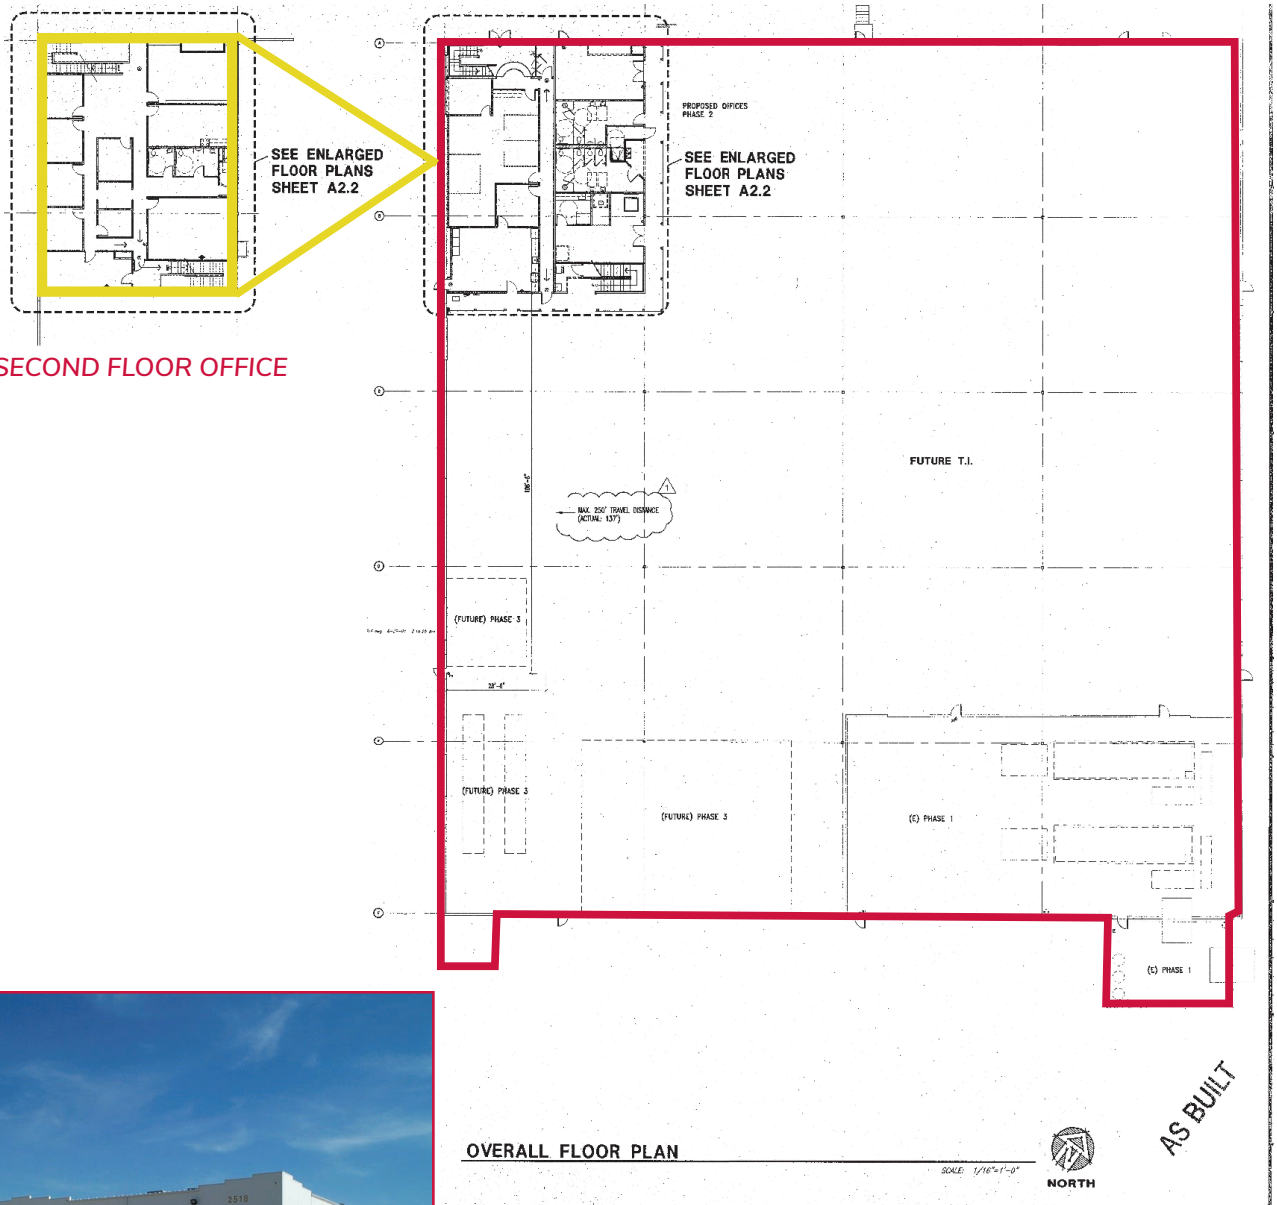 PROPOSED OFFICES
PHASE 2
SEE ENLARGED
FLOOR PLANS
SHEET A2.2
SEE ENLARGED
FLOOR PLANS
SHEET A2.2
SECOND FLOOR OFFICE
FUTURE T.I.
1
MAX. 250' TRAVEL DISTANCE
(ACTUAL: 137')
(FUTURE) PHASE 3
(FUTURE) PHASE 3
(FUTURE) PHASE 3
(E) PHASE 1
(E) PHASE 1
AS BUILT
OVERALL FLOOR PLAN
SCALE: 1/16"=1'-0"
NORTH
2518